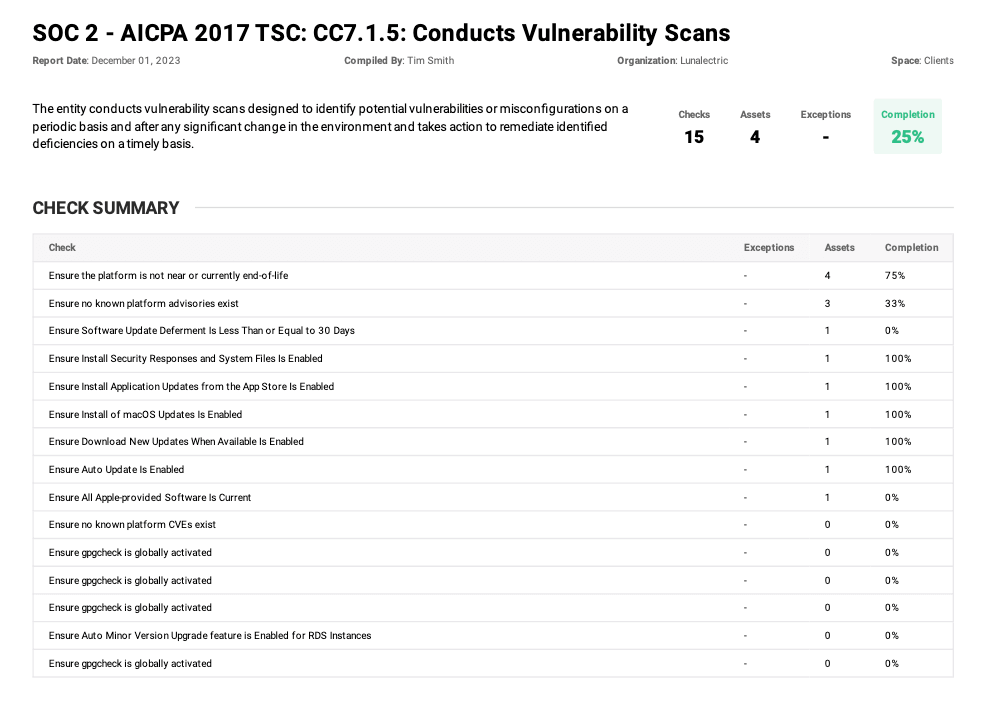 SOC 2 - AICPA 2017 TSC: CC7.1.5: Conducts Vulnerability Scans
Report Date: December 01, 2023 Compiled By: Tim Smith Organization: Lunalectric Space: Clients
The entity conducts vulnerability scans designed to identify potential vulnerabilities or misconfigurations on a
periodic basis and after any significant change in the environment and takes action to remediate identified
deficiencies on a timely basis.
Checks Assets Exceptions Completion
15 4 - 25%
CHECK SUMMARY
Check Exceptions Assets Completion
Ensure the platform is not near or currently end-of-life - 4 75%
Ensure no known platform advisories exist - 3 33%
Ensure Software Update Deferment Is Less Than or Equal to 30 Days - 1 0%
Ensure Install Security Responses and System Files Is Enabled - 1 100%
Ensure Install Application Updates from the App Store Is Enabled - 1 100%
Ensure Install of macOS Updates Is Enabled - 1 100%
Ensure Download New Updates When Available Is Enabled - 1 100%
Ensure Auto Update Is Enabled - 1 100%
Ensure All Apple-provided Software Is Current - 1 0%
Ensure no known platform CVEs exist - 0 0%
Ensure gpgcheck is globally activated - 0 0%
Ensure gpgcheck is globally activated - 0 0%
Ensure gpgcheck is globally activated - 0 0%
Ensure Auto Minor Version Upgrade feature is Enabled for RDS Instances - 0 0%
Ensure gpgcheck is globally activated - 0 0%